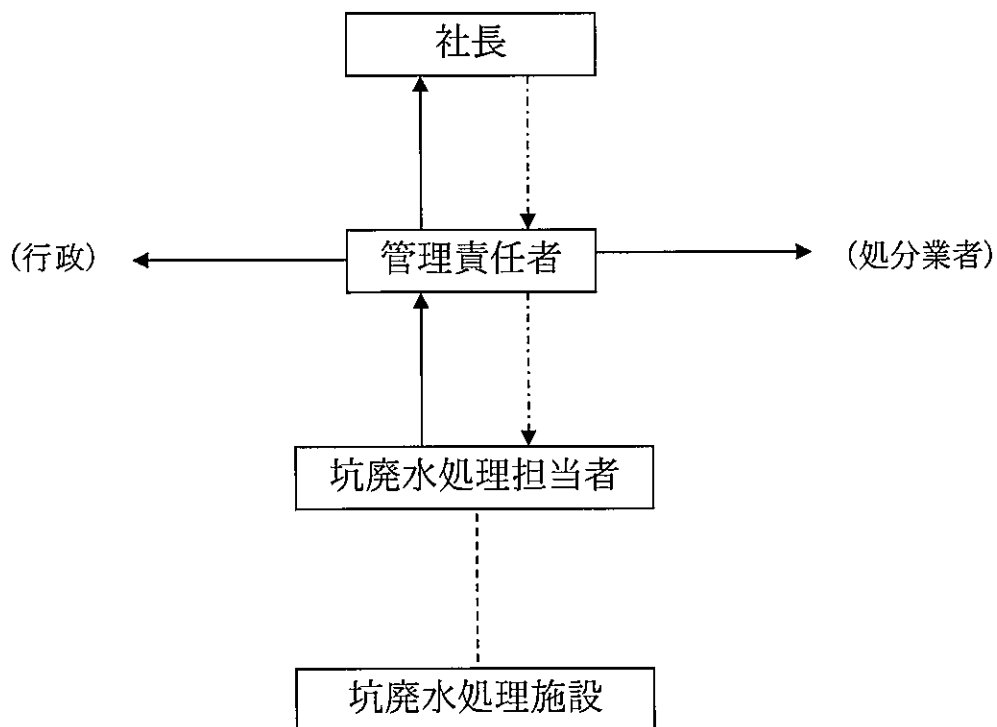 社長
(行政)
管理責任者
(処分業者)
坑廃水処理担当者
坑廃水処理施設